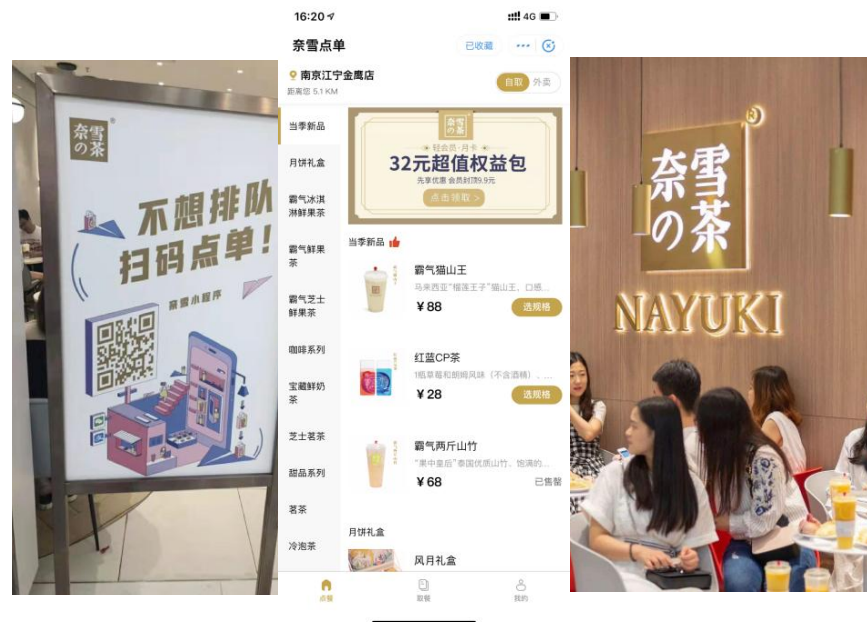 奈雪
の茶
®
不想排队
扫码点单!
奈雪小程序
16:20
4G
奈雪点单
已收藏
南京江宁金鹰店
距离您 5.1 KM
自取
外卖
当季新品
月饼礼盒
霸气冰淇
淋鲜果茶
霸气鲜果
茶
霸气芝士
鲜果茶
咖啡系列
宝藏鲜奶
茶
芝士茗茶
甜品系列
茗茶
冷泡茶
奈雪
の茶
轻会员·月卡
32元超值权益包
先享优惠 会员封顶9.9元
点击领取 >
当季新品
霸气猫山王
马来西亚“榴莲王子”猫山王,口感...
¥88
选规格
红蓝CP茶
1瓶草莓和朗姆风味(不含酒精)、...
¥28
选规格
霸气两斤山竹
“果中皇后”泰国优质山竹,饱满的...
¥68
已售罄
月饼礼盒
风月礼盒
点餐
取餐
我的
奈雪
の茶
®
NAYUKI